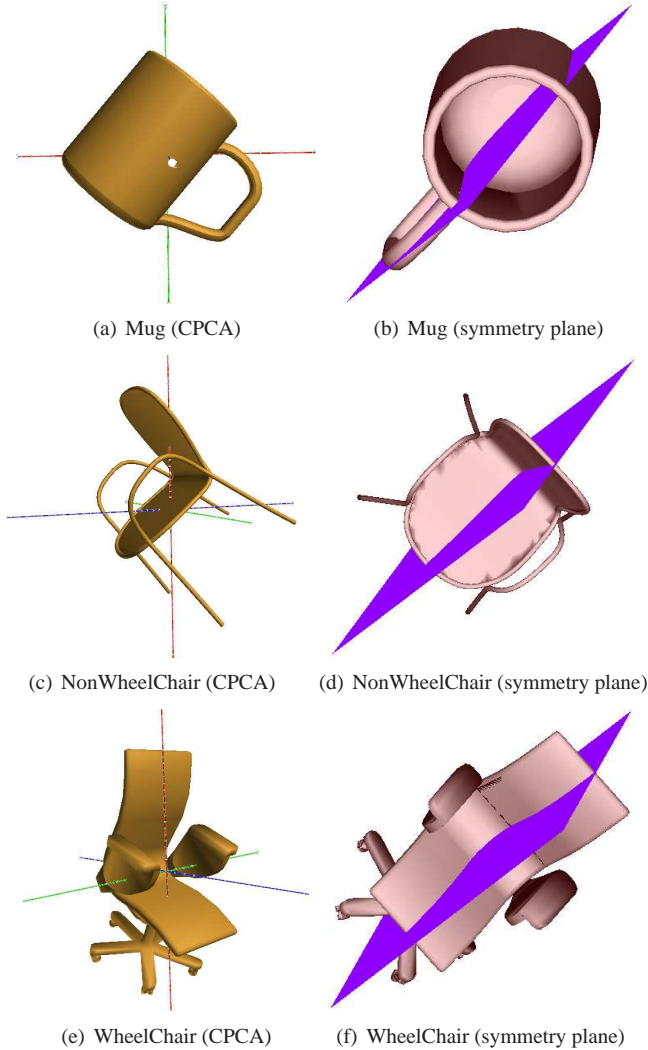 (a) Mug (CPCA) (b) Mug (symmetry plane)
(c) NonWheelChair (CPCA) (d) NonWheelChair (symmetry plane)
(e) WheelChair (CPCA) (f) WheelChair (symmetry plane)